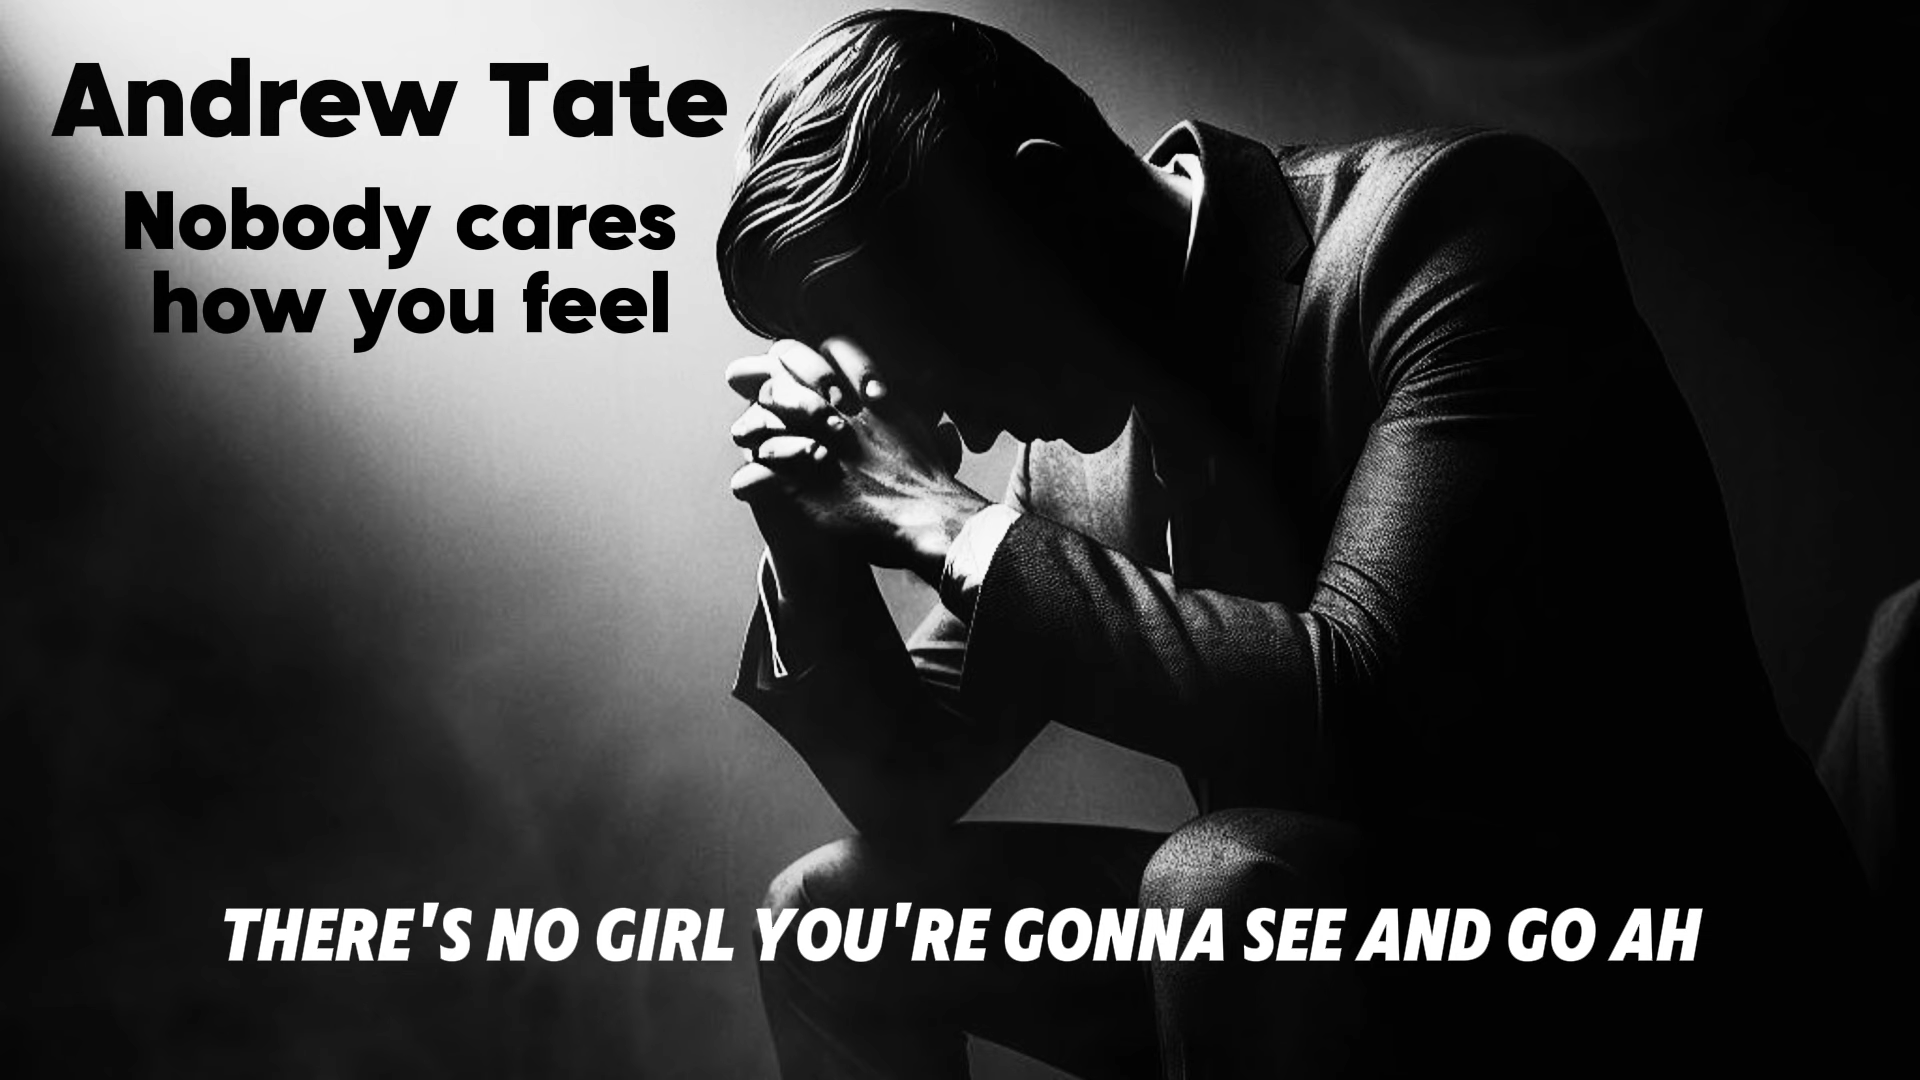 Andrew Tate
Nobody cares
how you feel
THERE'S NO GIRL YOU'RE GONNA SEE AND GO AH